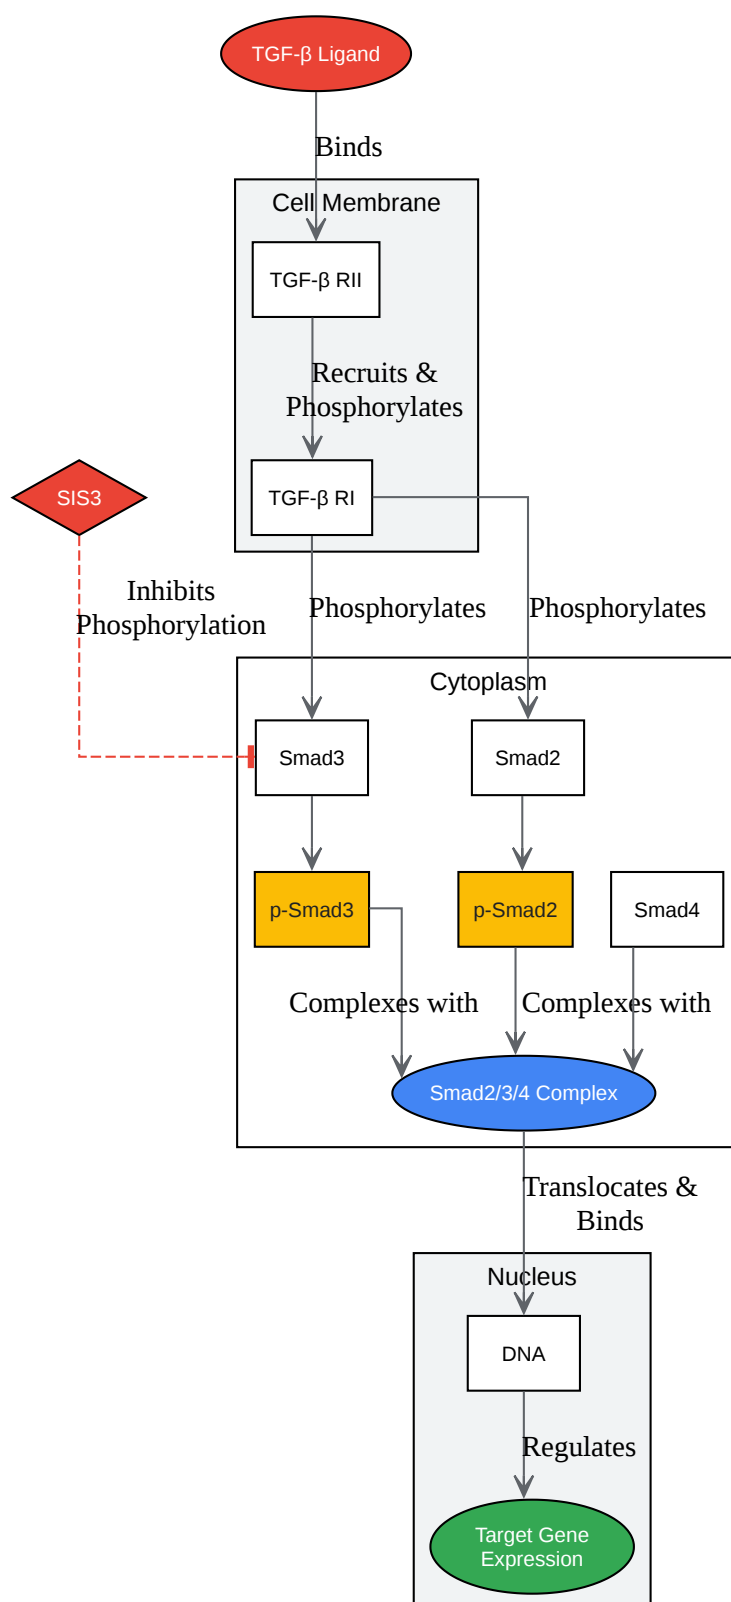 TGF-β Ligand
Binds
Cell Membrane
TGF-β RII
Recruits &
Phosphorylates
TGF-β RI
SIS3
Inhibits
Phosphorylation
Phosphorylates
Phosphorylates
Cytoplasm
Smad3
Smad2
p-Smad3
p-Smad2
Smad4
Complexes with
Complexes with
Smad2/3/4 Complex
Translocates &
Binds
Nucleus
DNA
Regulates
Target Gene
Expression